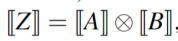 ⟦Z⟧ = ⟦A⟧ ⊗ ⟦B⟧,